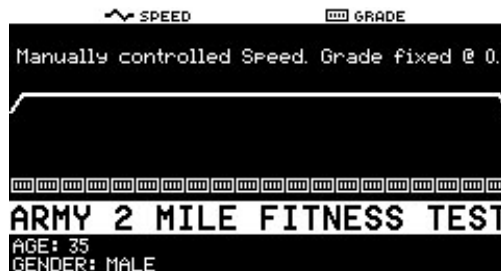 SPEED GRADE
Manually controlled Speed. Grade fixed @ 0.
ARMY 2 MILE FITNESS TEST
AGE: 35
GENDER: MALE